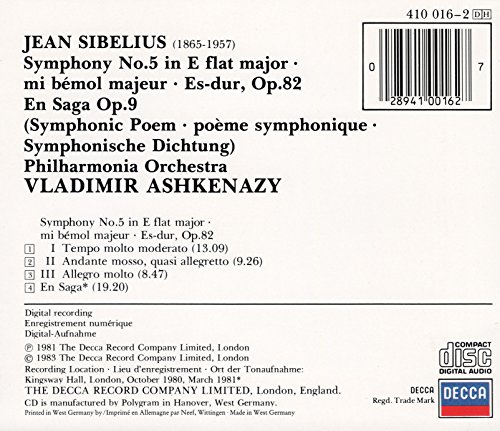 410 016-2 DH
JEAN SIBELIUS (1865-1957)
Symphony No.5 in E flat major ·
mi bémol majeur · Es-dur, Op.82
En Saga Op.9
(Symphonic Poem · poème symphonique ·
Symphonische Dichtung)
Philharmonia Orchestra
VLADIMIR ASHKENAZY
0 28941 00162 7
Symphony No.5 in E flat major ·
mi bémol majeur · Es-dur, Op.82
1 I Tempo molto moderato (13.09)
2 II Andante mosso, quasi allegretto (9.26)
3 III Allegro molto (8.47)
4 En Saga* (19.20)
Digital recording
Enregistrement numérique
Digital-Aufnahme
℗ 1981 The Decca Record Company Limited, London
© 1983 The Decca Record Company Limited, London
Recording Location · Lieu d'enregistrement · Ort der Tonaufnahme:
Kingsway Hall, London, October 1980, March 1981*
THE DECCA RECORD COMPANY LIMITED, London, England.
CD is manufactured by Polygram in Hanover, West Germany.
Printed in West Germany by/Imprimé en Allemagne par Neef, Wittingen · Made in West Germany
COMPACT
disc
DIGITAL AUDIO
DECCA
Regd. Trade Mark
DECCA